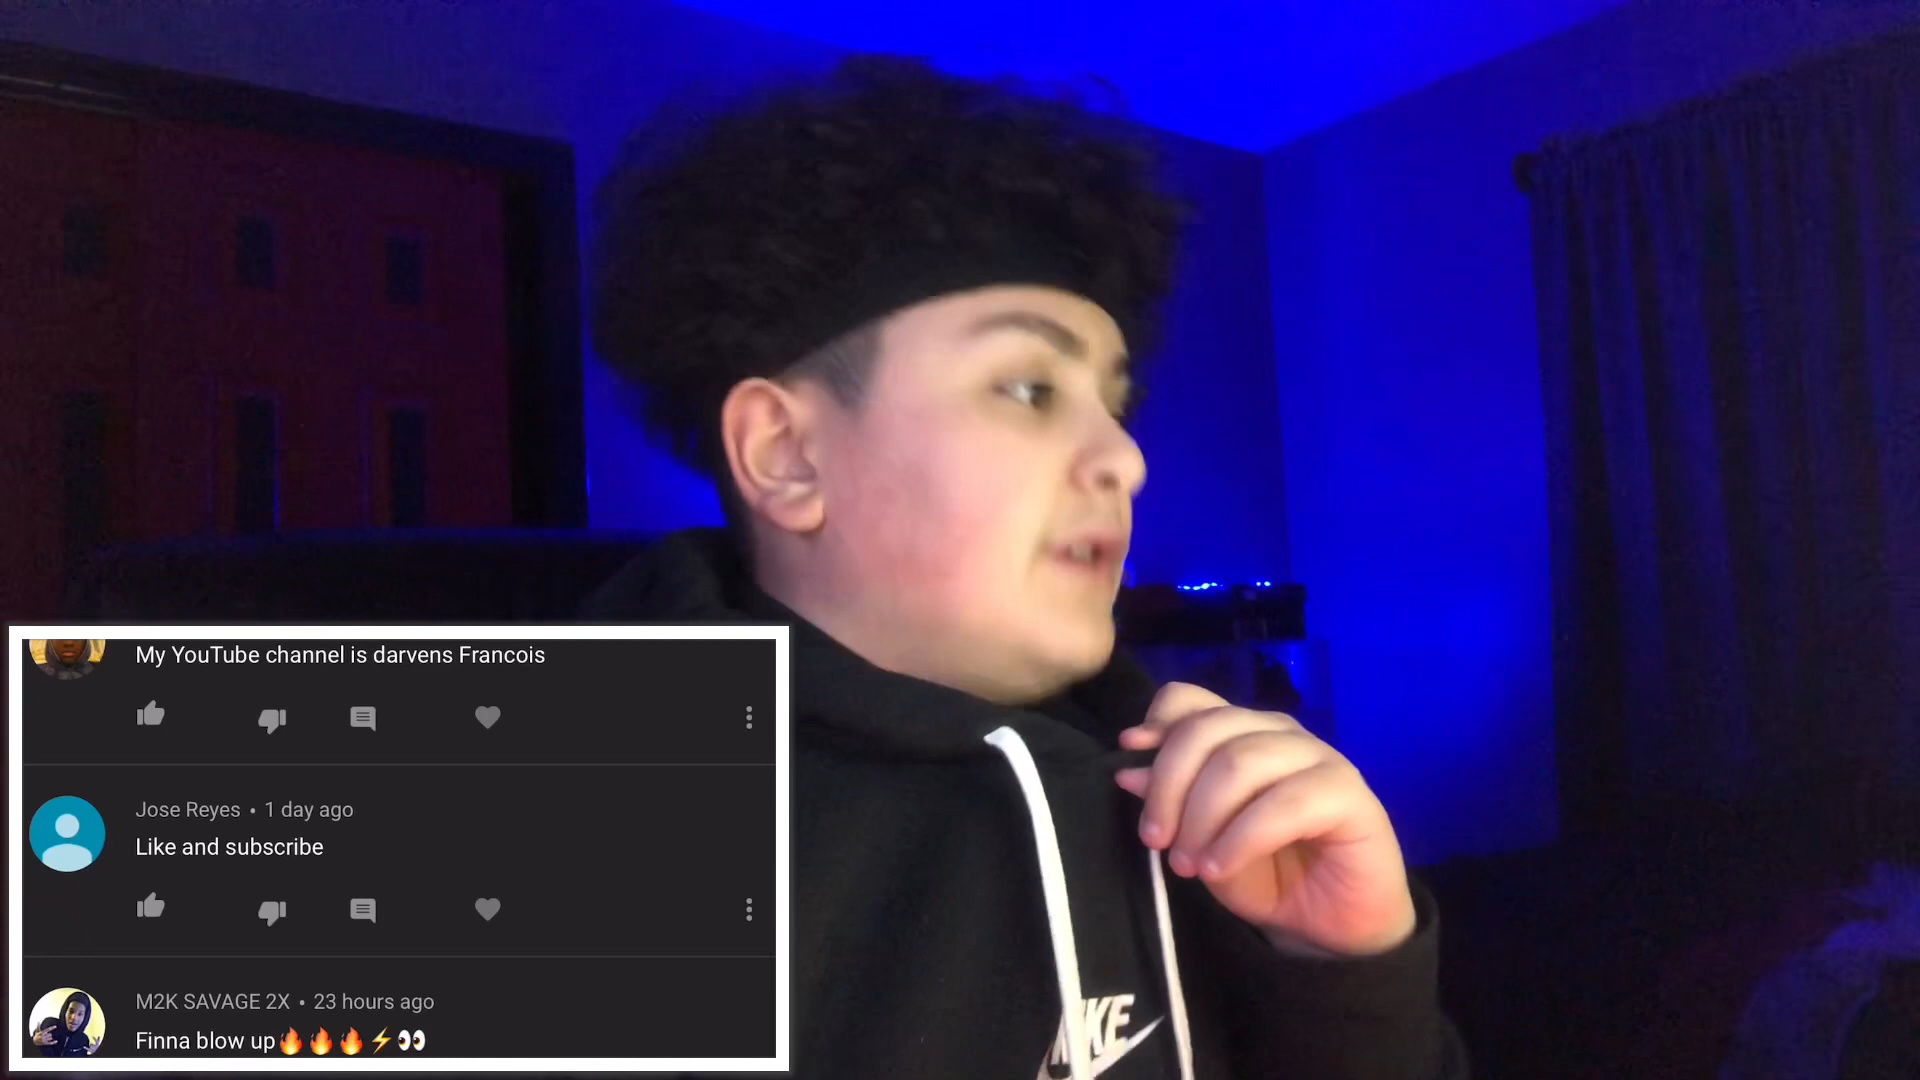 My YouTube channel is darvens Francois
Jose Reyes • 1 day ago
Like and subscribe
M2K SAVAGE 2X • 23 hours ago
Finna blow up🔥🔥🔥⚡👀
NIKE